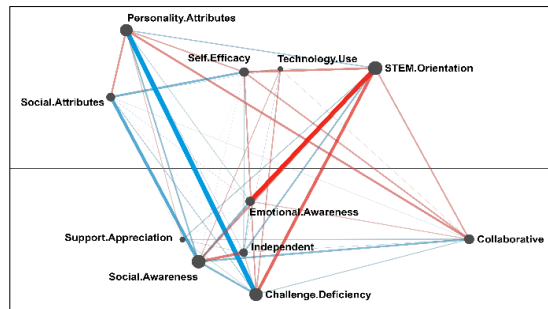 Personality.Attributes
Self.Efficacy
Technology.Use
STEM.Orientation
Social.Attributes
Emotional.Awareness
Support.Appreciation
Independent
Collaborative
Social.Awareness
Challenge.Deficiency